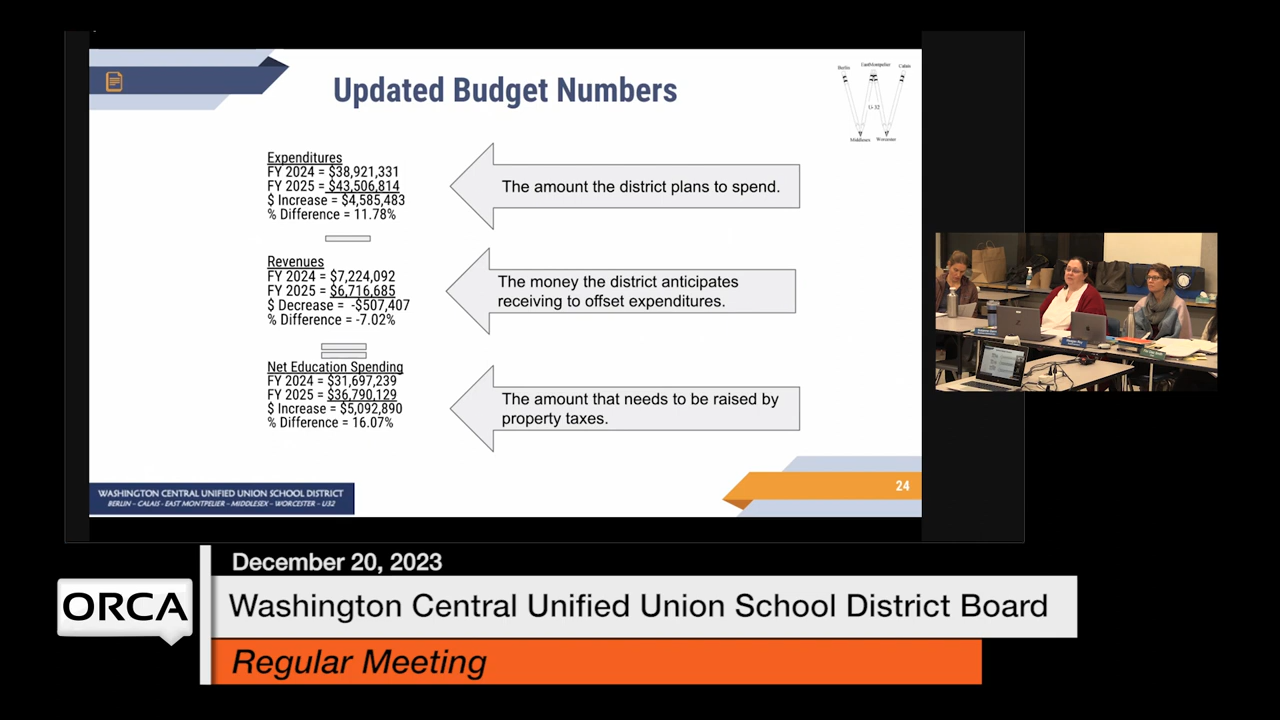 Updated Budget Numbers
Berlin
EastMontpelier
Calais
U-32
Middlesex
Worcester
Expenditures
FY 2024 = $38,921,331
FY 2025 = $43,506,814
$ Increase = $4,585,483
% Difference = 11.78%
The amount the district plans to spend.
Revenues
FY 2024 = $7,224,092
FY 2025 = $6,716,685
$ Decrease = -$507,407
% Difference = -7.02%
The money the district anticipates
receiving to offset expenditures.
Net Education Spending
FY 2024 = $31,697,239
FY 2025 = $36,790,129
$ Increase = $5,092,890
% Difference = 16.07%
The amount that needs to be raised by
property taxes.
24
WASHINGTON CENTRAL UNIFIED UNION SCHOOL DISTRICT
BERLIN – CALAIS - EAST MONTPELIER – MIDDLESEX – WORCESTER – U32
December 20, 2023
ORCA
Washington Central Unified Union School District Board
Regular Meeting